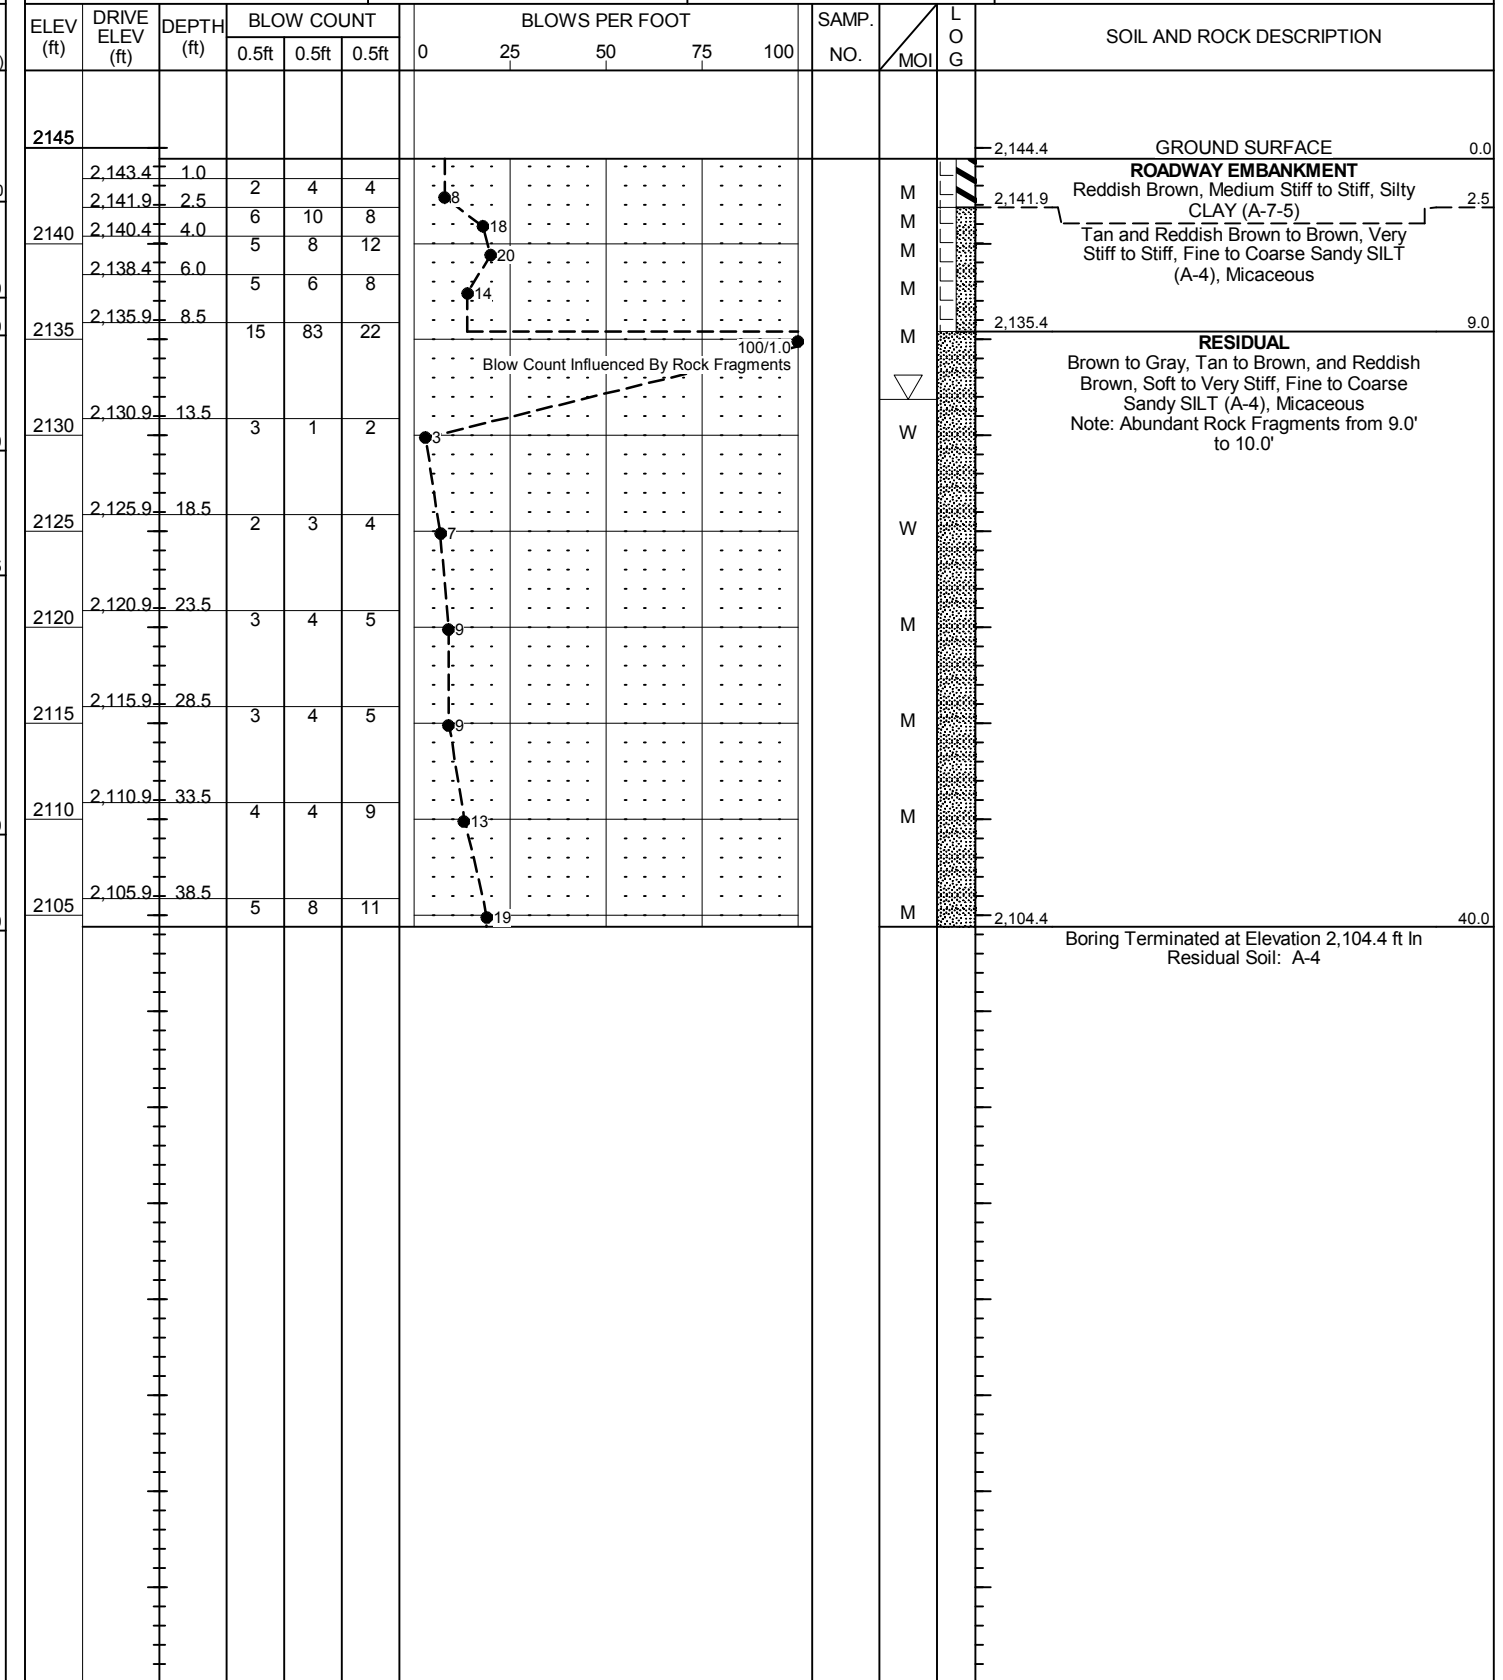 ELEV (ft) DRIVE ELEV (ft) DEPTH (ft) BLOW COUNT BLOWS PER FOOT SAMP. NO. MOI LOG SOIL AND ROCK DESCRIPTION
0.5ft 0.5ft 0.5ft 0 25 50 75 100
2145
2,144.4 GROUND SURFACE 0.0
ROADWAY EMBANKMENT
2,143.4 1.0
2 4 4 8 M
Reddish Brown, Medium Stiff to Stiff, Silty
2,141.9 2.5 2,141.9 2.5
CLAY (A-7-5)
6 10 8 18 M
2140 2,140.4 4.0
Tan and Reddish Brown to Brown, Very
5 8 12 20 M
Stiff to Stiff, Fine to Coarse Sandy SILT
2,138.4 6.0
(A-4), Micaceous
5 6 8 14 M
2,135.9 8.5
2135 2,135.4 9.0
15 83 22 100/1.0 M
RESIDUAL
Blow Count Influenced By Rock Fragments
Brown to Gray, Tan to Brown, and Reddish
Brown, Soft to Very Stiff, Fine to Coarse
Sandy SILT (A-4), Micaceous
2,130.9 13.5
Note: Abundant Rock Fragments from 9.0'
to 10.0'
2130 3 1 2 3 W
2,125.9 18.5
2125 2 3 4 7 W
2,120.9 23.5
2120 3 4 5 9 M
2,115.9 28.5
2115 3 4 5 9 M
2,110.9 33.5
2110 4 4 9 13 M
2,105.9 38.5
2105 5 8 11 19 M
2,104.4 40.0
Boring Terminated at Elevation 2,104.4 ft In
Residual Soil: A-4